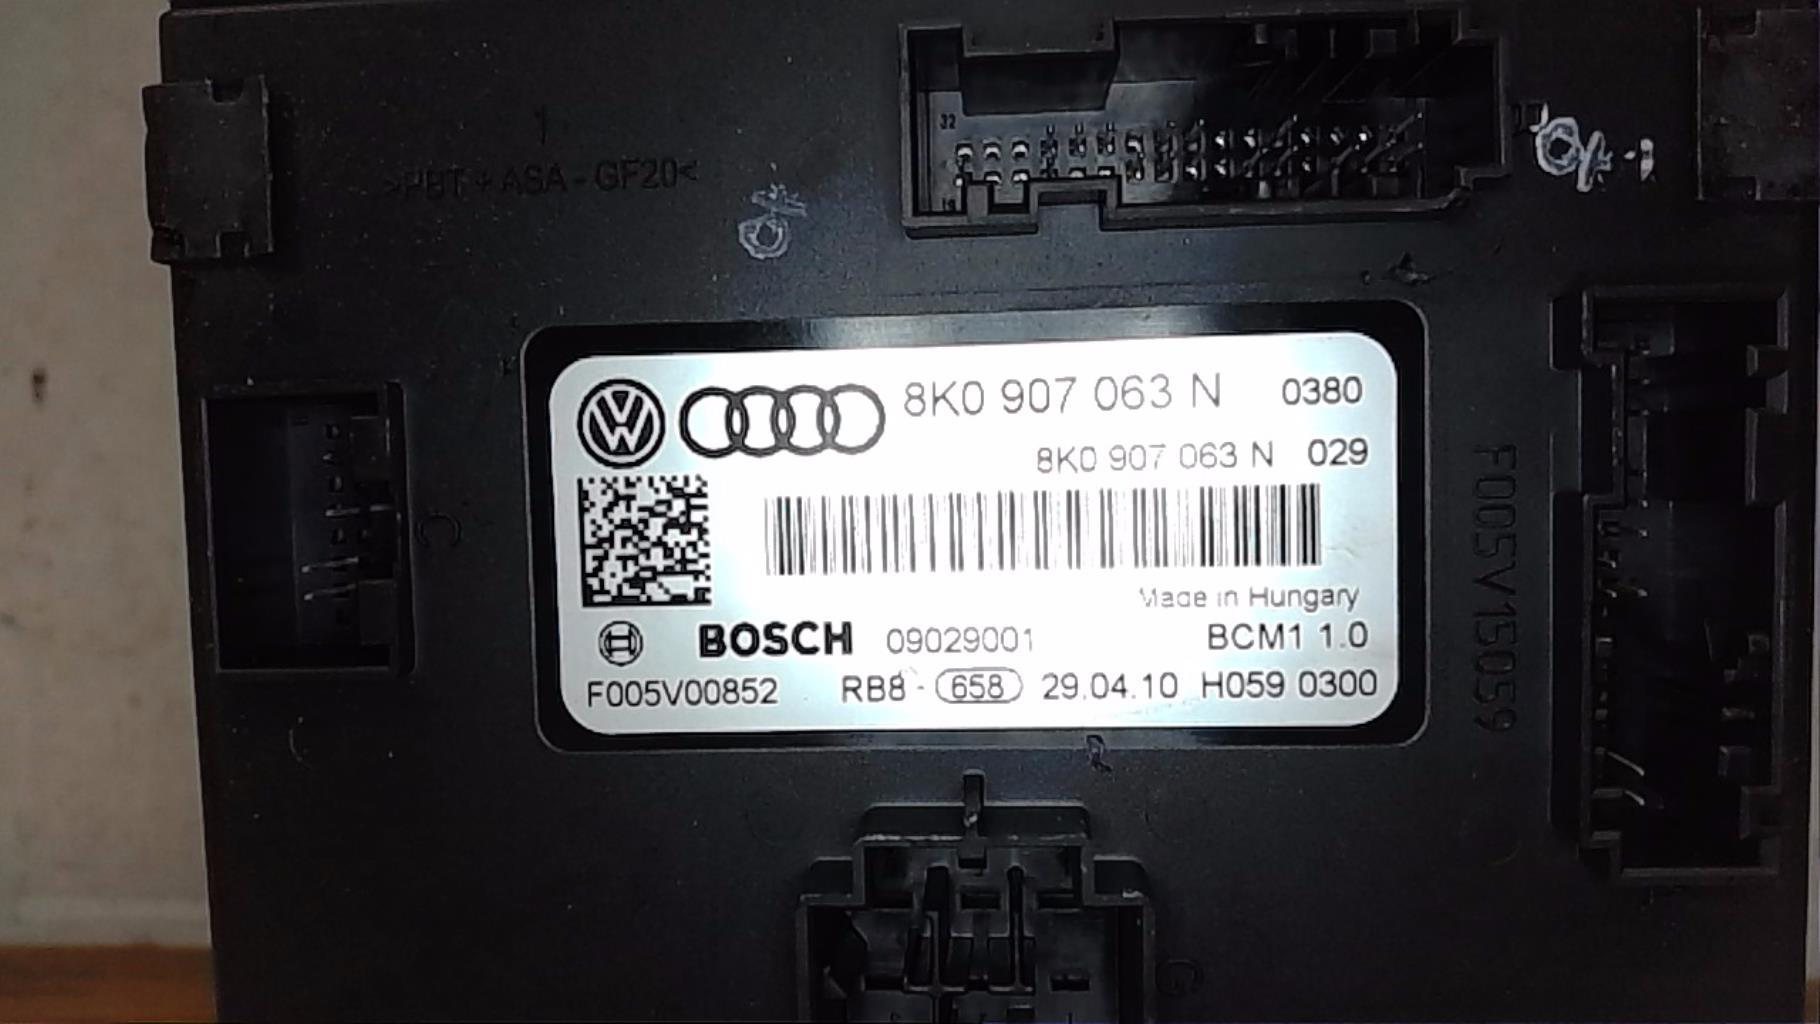 >PBT + ASA - GF20<
32
8K0 907 063 N 0380
8K0 907 063 N 029
Made in Hungary
BOSCH 09029001 BCM1 1.0
F005V00852 RB8 - 658 29.04.10 H059 0300
F005V15059
C
G